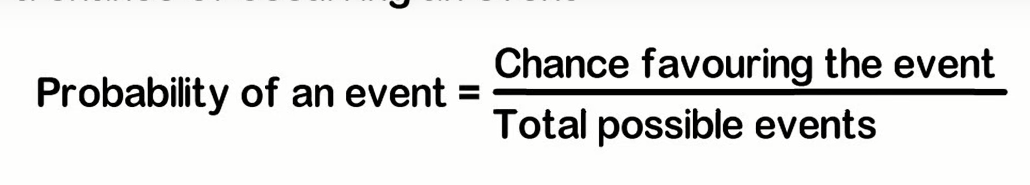 Probability of an event = Chance favouring the event
Total possible events